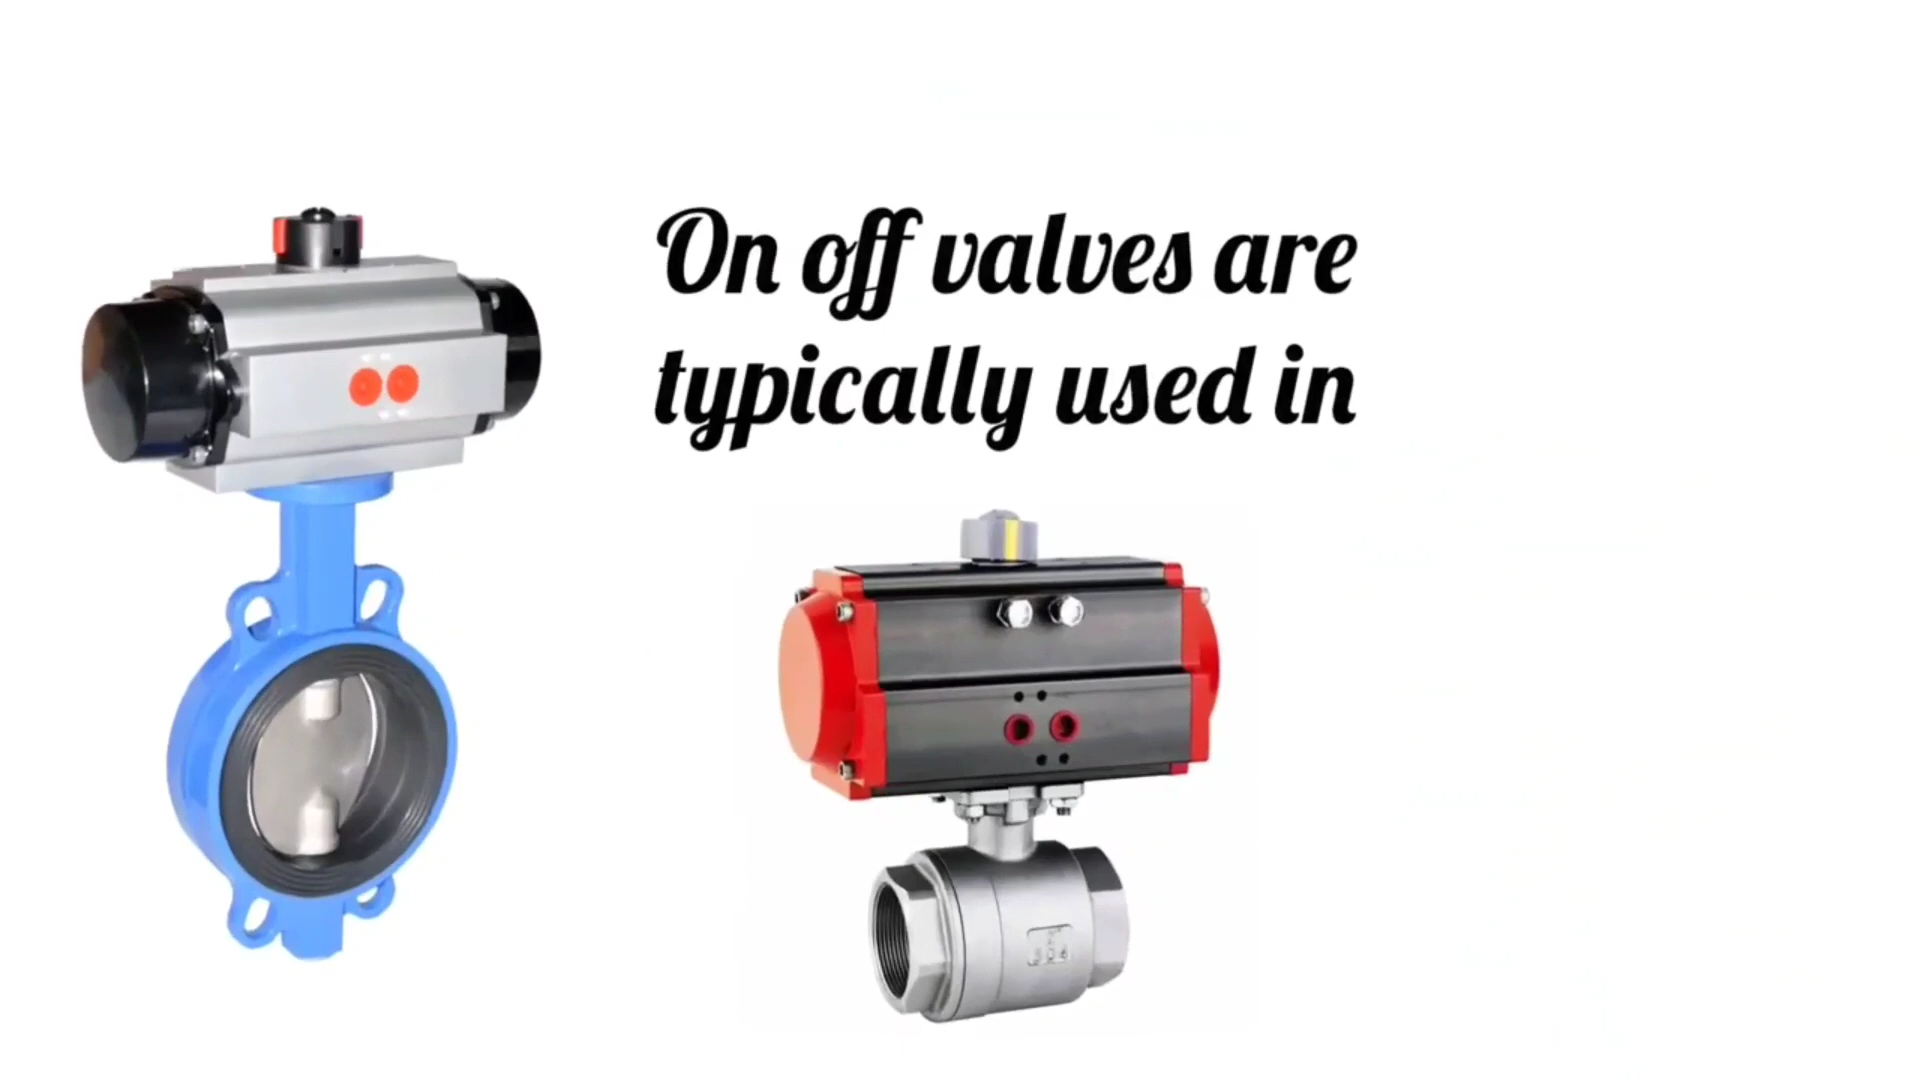 On off valves are
typically used in